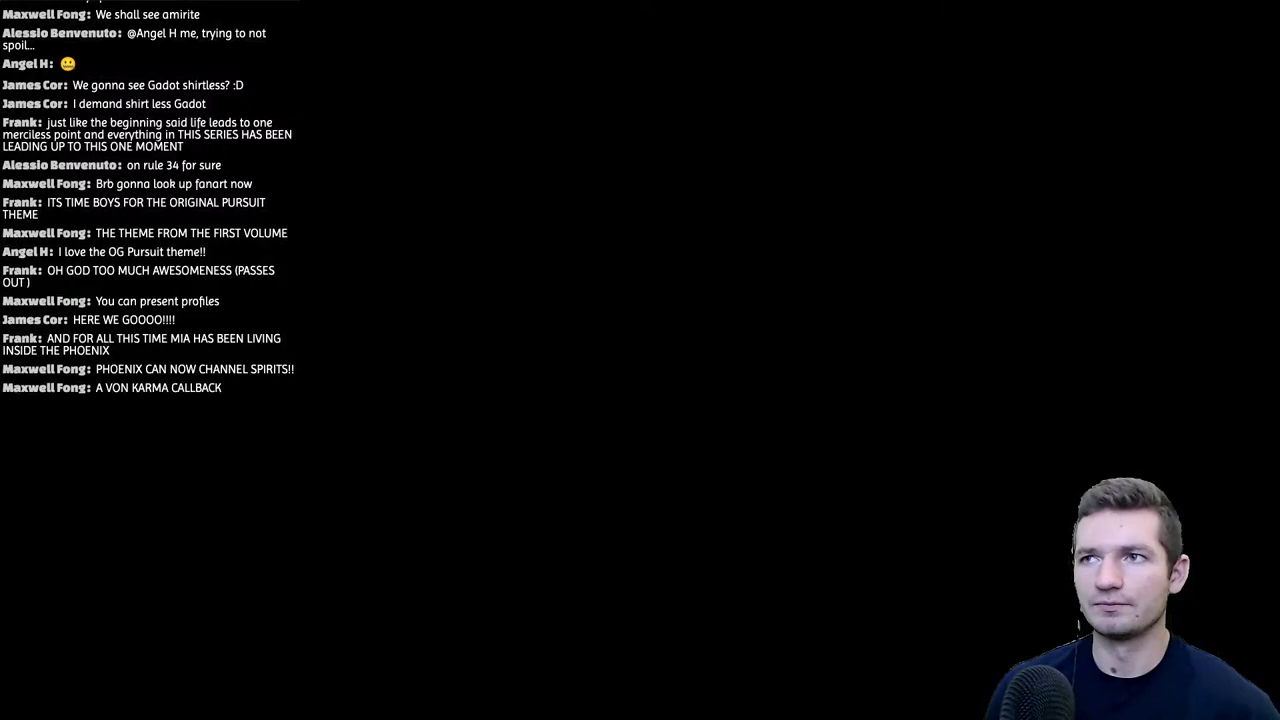 Maxwell Fong: We shall see amirite
Alessio Benvenuto: @Angel H me, trying to not
spoil...
Angel H: 🤐
James Cor: We gonna see Gadot shirtless? :D
James Cor: I demand shirt less Gadot
Frank: just like the beginning said life leads to one
merciless point and everything in THIS SERIES HAS BEEN
LEADING UP TO THIS ONE MOMENT
Alessio Benvenuto: on rule 34 for sure
Maxwell Fong: Brb gonna look up fanart now
Frank: ITS TIME BOYS FOR THE ORIGINAL PURSUIT
THEME
Maxwell Fong: THE THEME FROM THE FIRST VOLUME
Angel H: I love the OG Pursuit theme!!
Frank: OH GOD TOO MUCH AWESOMENESS (PASSES
OUT )
Maxwell Fong: You can present profiles
James Cor: HERE WE GOOOO!!!!
Frank: AND FOR ALL THIS TIME MIA HAS BEEN LIVING
INSIDE THE PHOENIX
Maxwell Fong: PHOENIX CAN NOW CHANNEL SPIRITS!!
Maxwell Fong: A VON KARMA CALLBACK